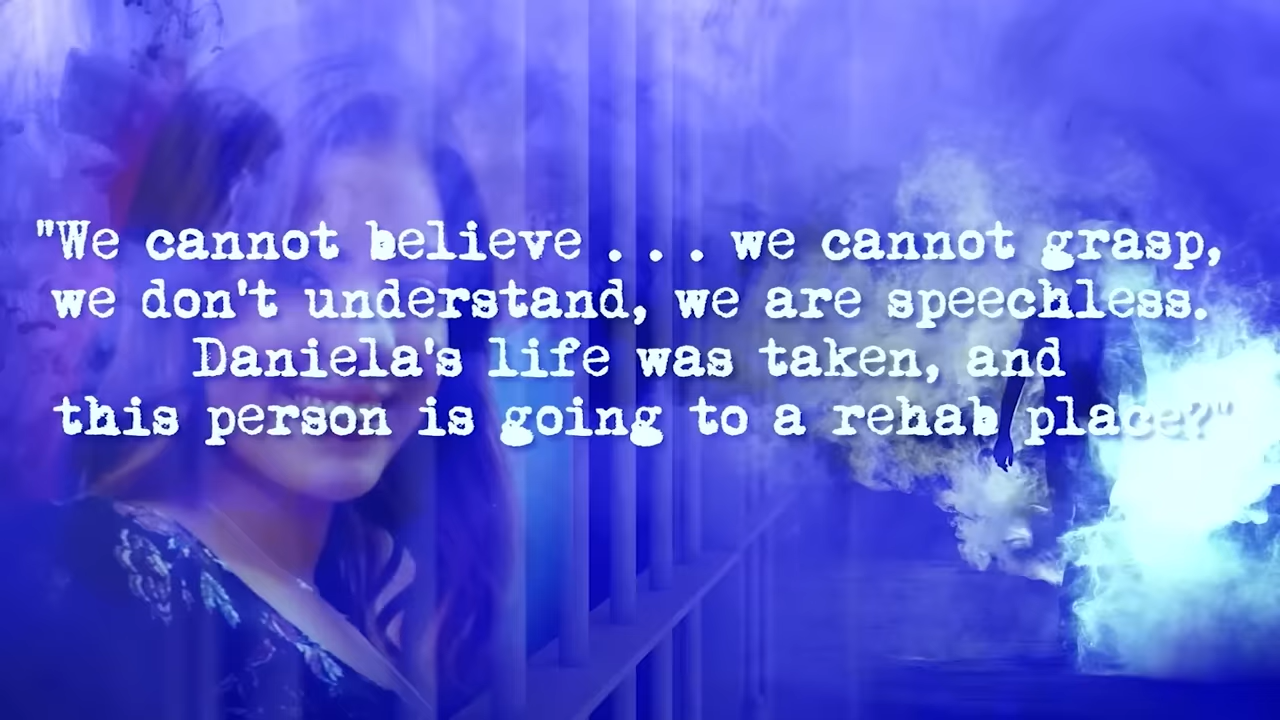 "We cannot believe . . . we cannot grasp,
we don't understand, we are speechless.
Daniela's life was taken, and
this person is going to a rehab place?"